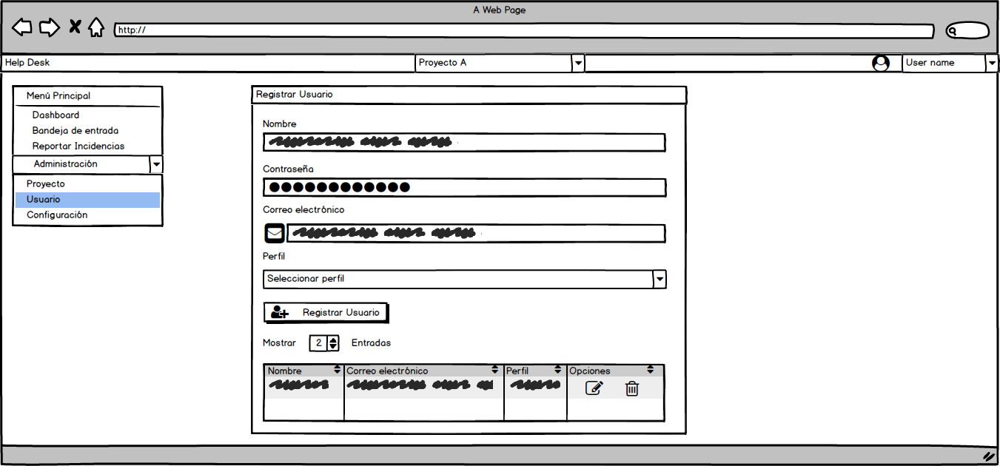 A Web Page
http://
Help Desk
Proyecto A
User name
Menú Principal
Dashboard
Bandeja de entrada
Reportar Incidencias
Administración
Proyecto
Usuario
Configuración
Registrar Usuario
Nombre
Contraseña
Correo electrónico
Perfil
Seleccionar perfil
Registrar Usuario
Mostrar 2 Entradas
Nombre Correo electrónico Perfil Opciones